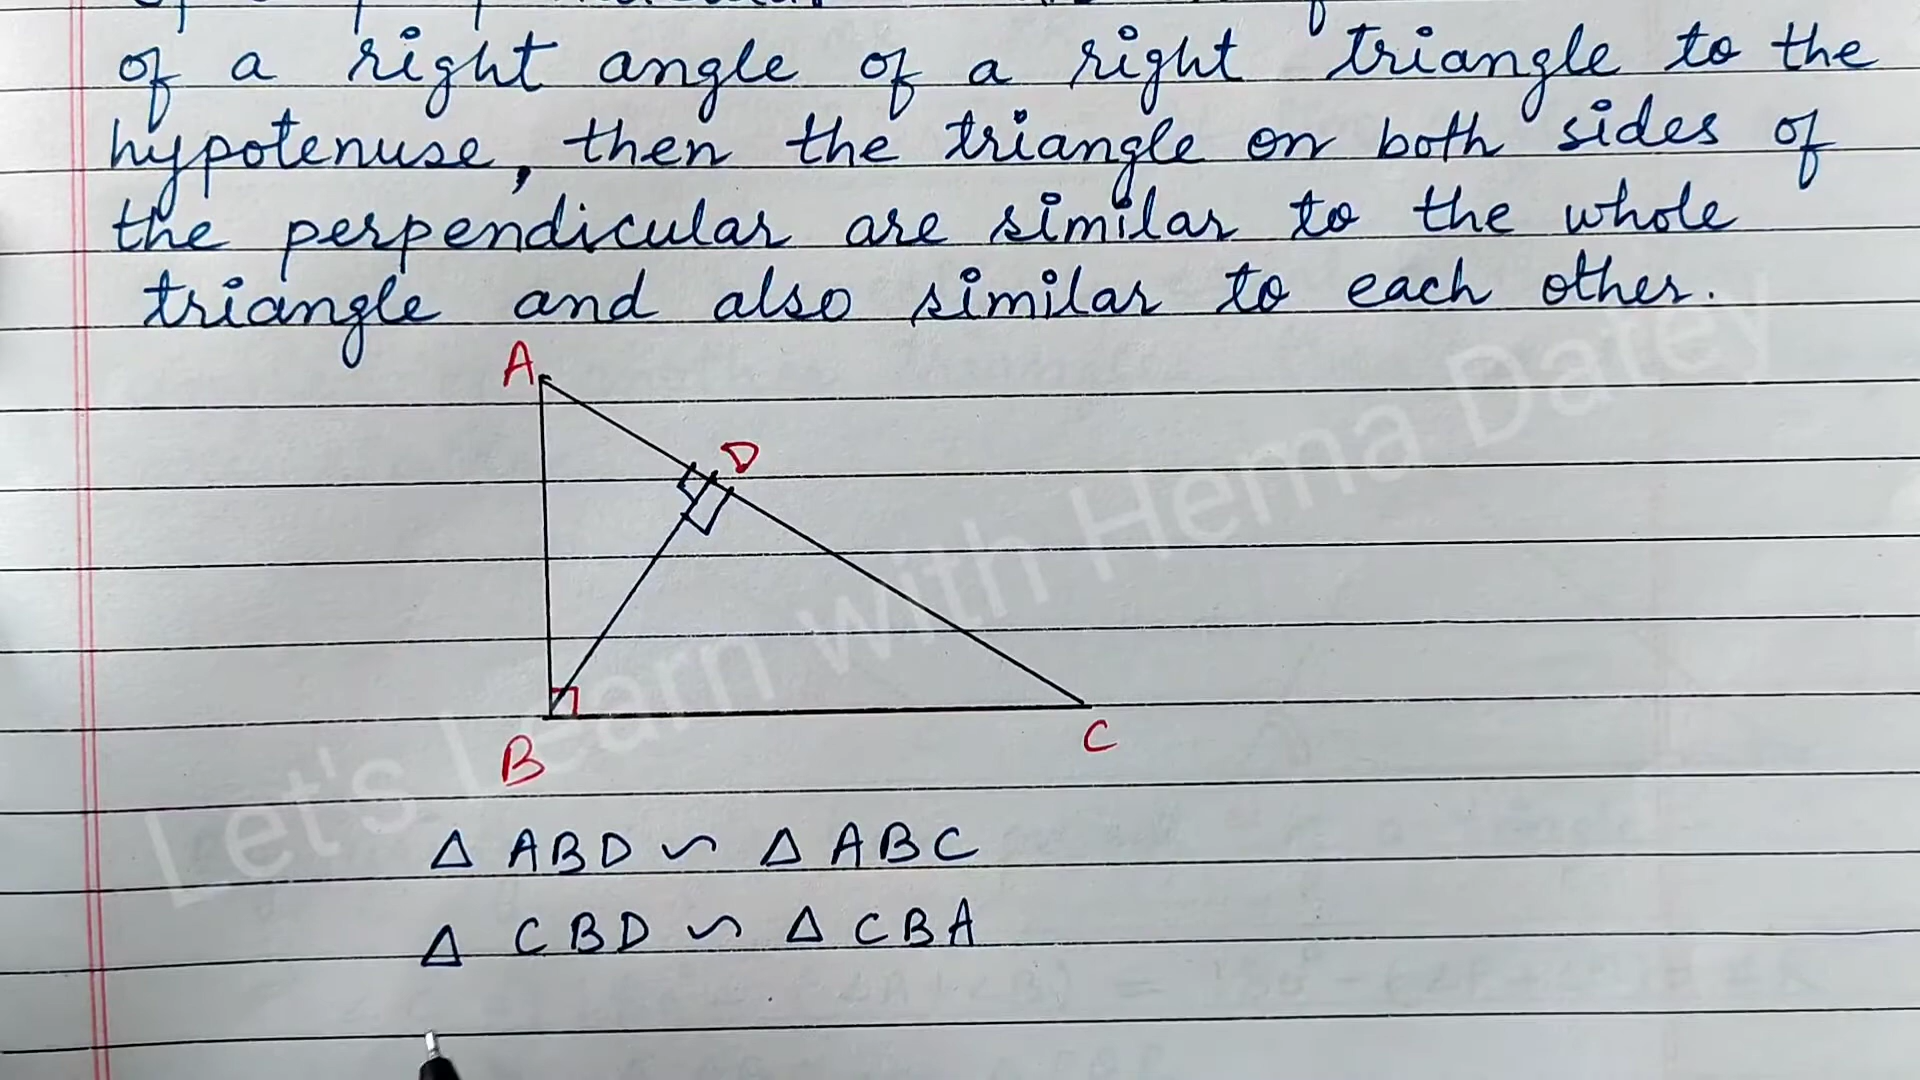 of a right angle of a right triangle to the
hypotenuse, then the triangle on both sides of
the perpendicular are similar to the whole
triangle and also similar to each other.
A
D
B
C
Δ ABD ∽ Δ ABC
Δ CBD ∽ Δ CBA
Let's Learn with Hema Datey